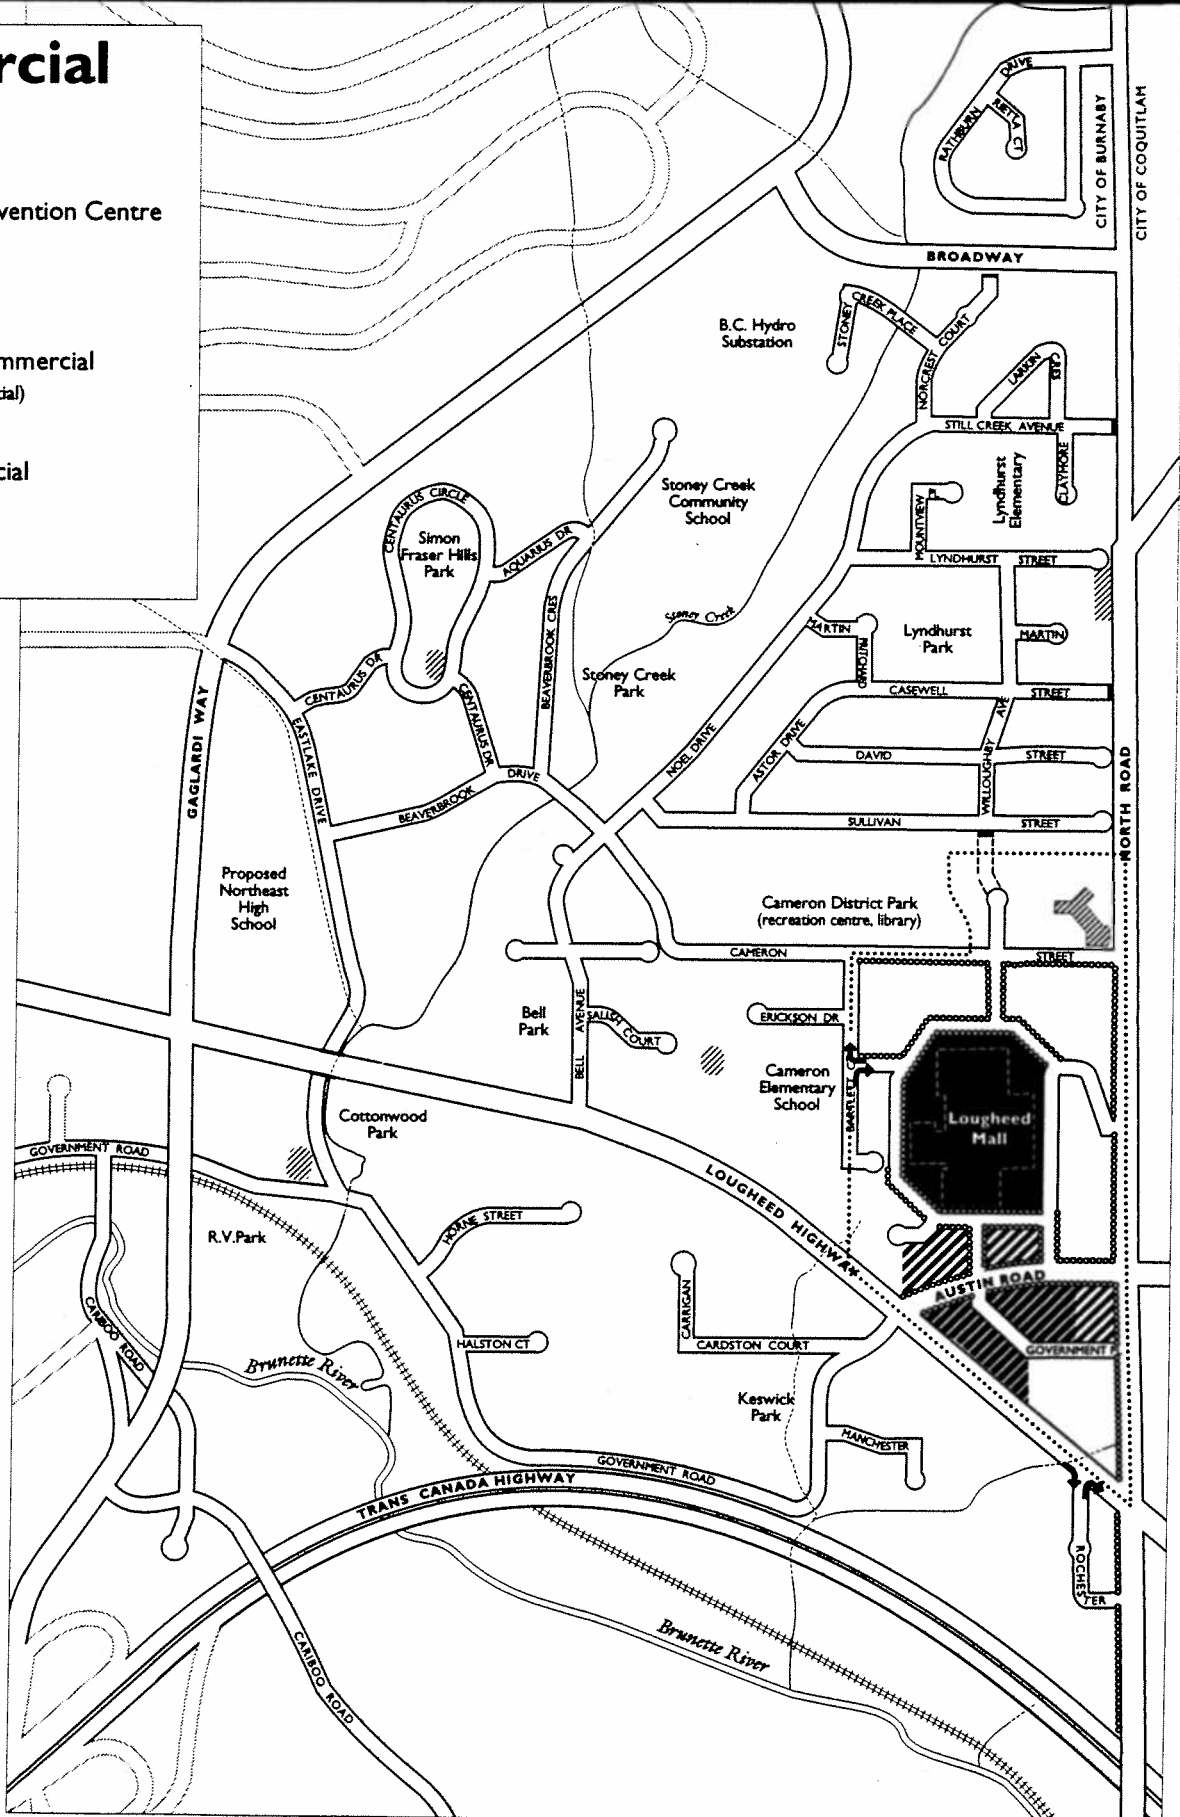 rcial
vention Centre
mmercial
ial)
cial
DRIVE
RATHBURN
RIETTA CT
CITY OF BURNABY
CITY OF COQUITLAM
BROADWAY
B.C. Hydro
Substation
STONEY
CREEK PLACE
NORCREST COURT
LARKIN
CRES
STILL CREEK AVENUE
CLAYMORE
Lyndhurst
Elementary
MOUNTVIEW
PL
Stoney Creek
Community
School
CENTAURUS CIRCLE
Simon
Fraser Hills
Park
AQUARIUS DR
LYNDHURST STREET
BEAVERBROOK CRES
Stoney Creek
MARTIN
PRITCHARD
Lyndhurst
Park
MARTIN
CENTAURUS DR
Stoney Creek
Park
CASEWELL STREET
CENTAURUS DR
GAGLARDI WAY
EASTLAKE DRIVE
NOEL DRIVE
ASTOR DRIVE
DAVID STREET
WILLOUGHBY AVE
NORTH ROAD
BEAVERBROOK DRIVE
SULLIVAN STREET
Proposed
Northeast
High
School
Cameron District Park
(recreation centre, library)
CAMERON STREET
Bell
Park
BELL AVENUE
SALISH COURT
ERICKSON DR
Cameron
Elementary
School
BARTLETT
Lougheed
Mall
Cottonwood
Park
GOVERNMENT ROAD
LOUGHEED HIGHWAY
HORNE STREET
R.V.Park
AUSTIN ROAD
CARRIGAN
CARDSTON COURT
GOVERNMENT
CARIBOO ROAD
HALSTON CT
Brunette River
Keswick
Park
MANCHESTER
GOVERNMENT ROAD
TRANS CANADA HIGHWAY
ROCHES
TER
Brunette River
CARIBOO ROAD